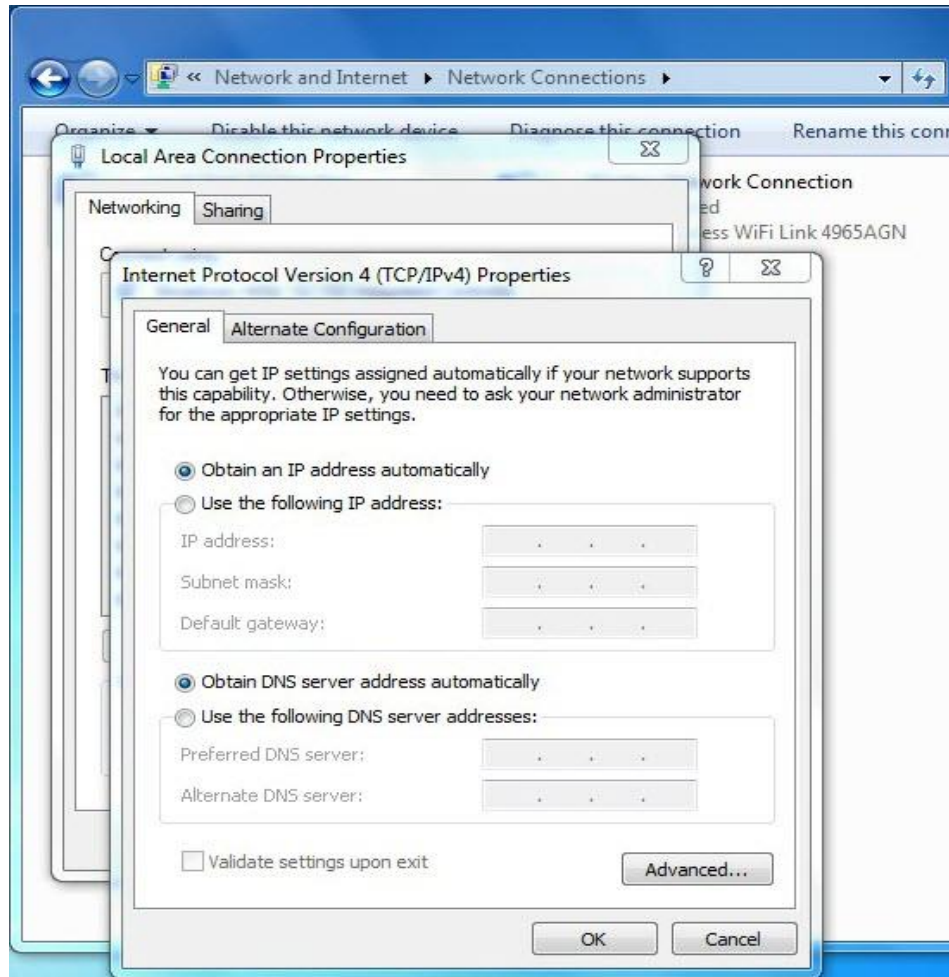 « Network and Internet ▸ Network Connections ▸
Organize Disable this network device Diagnose this connection Rename this conn
Local Area Connection Properties
work Connection
ed
ess WiFi Link 4965AGN
Networking Sharing
Internet Protocol Version 4 (TCP/IPv4) Properties
General Alternate Configuration
You can get IP settings assigned automatically if your network supports
this capability. Otherwise, you need to ask your network administrator
for the appropriate IP settings.
Obtain an IP address automatically
Use the following IP address:
IP address:
Subnet mask:
Default gateway:
Obtain DNS server address automatically
Use the following DNS server addresses:
Preferred DNS server:
Alternate DNS server:
Validate settings upon exit
Advanced...
OK Cancel